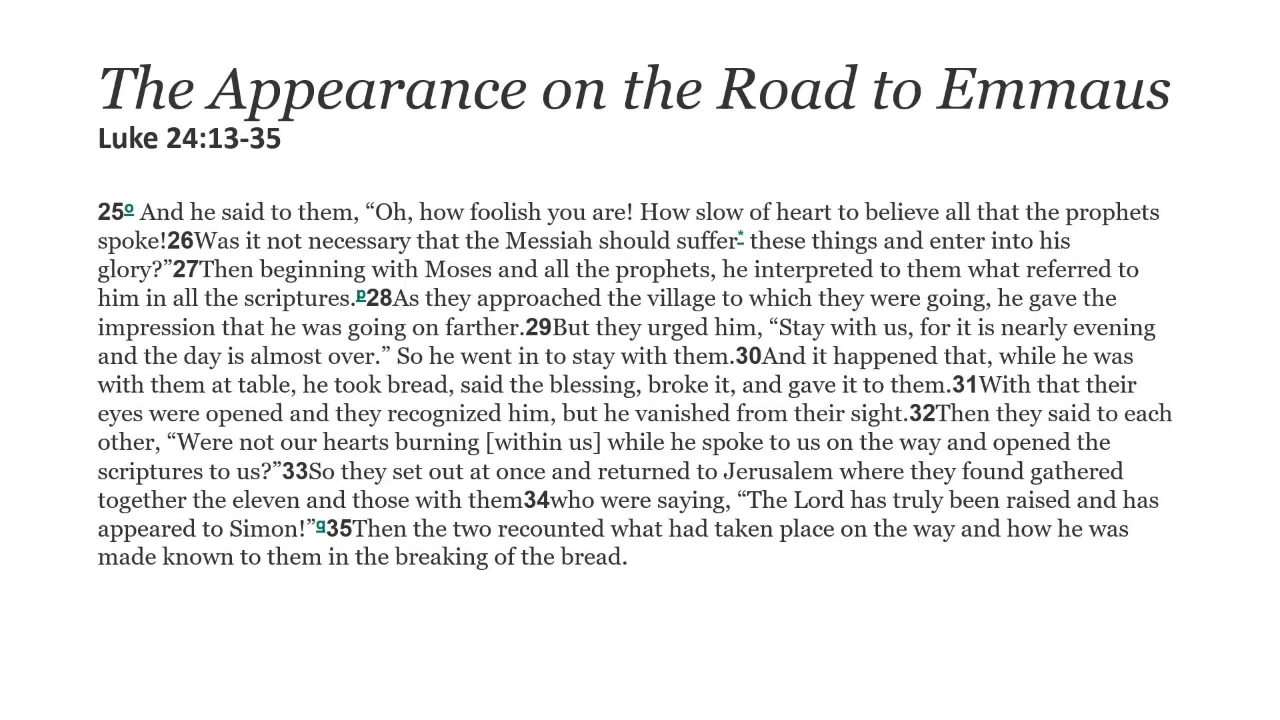 The Appearance on the Road to Emmaus
Luke 24:13-35
25o And he said to them, “Oh, how foolish you are! How slow of heart to believe all that the prophets
spoke!26Was it not necessary that the Messiah should suffer* these things and enter into his
glory?”27Then beginning with Moses and all the prophets, he interpreted to them what referred to
him in all the scriptures.p28As they approached the village to which they were going, he gave the
impression that he was going on farther.29But they urged him, “Stay with us, for it is nearly evening
and the day is almost over.” So he went in to stay with them.30And it happened that, while he was
with them at table, he took bread, said the blessing, broke it, and gave it to them.31With that their
eyes were opened and they recognized him, but he vanished from their sight.32Then they said to each
other, “Were not our hearts burning [within us] while he spoke to us on the way and opened the
scriptures to us?”33So they set out at once and returned to Jerusalem where they found gathered
together the eleven and those with them34who were saying, “The Lord has truly been raised and has
appeared to Simon!”q35Then the two recounted what had taken place on the way and how he was
made known to them in the breaking of the bread.